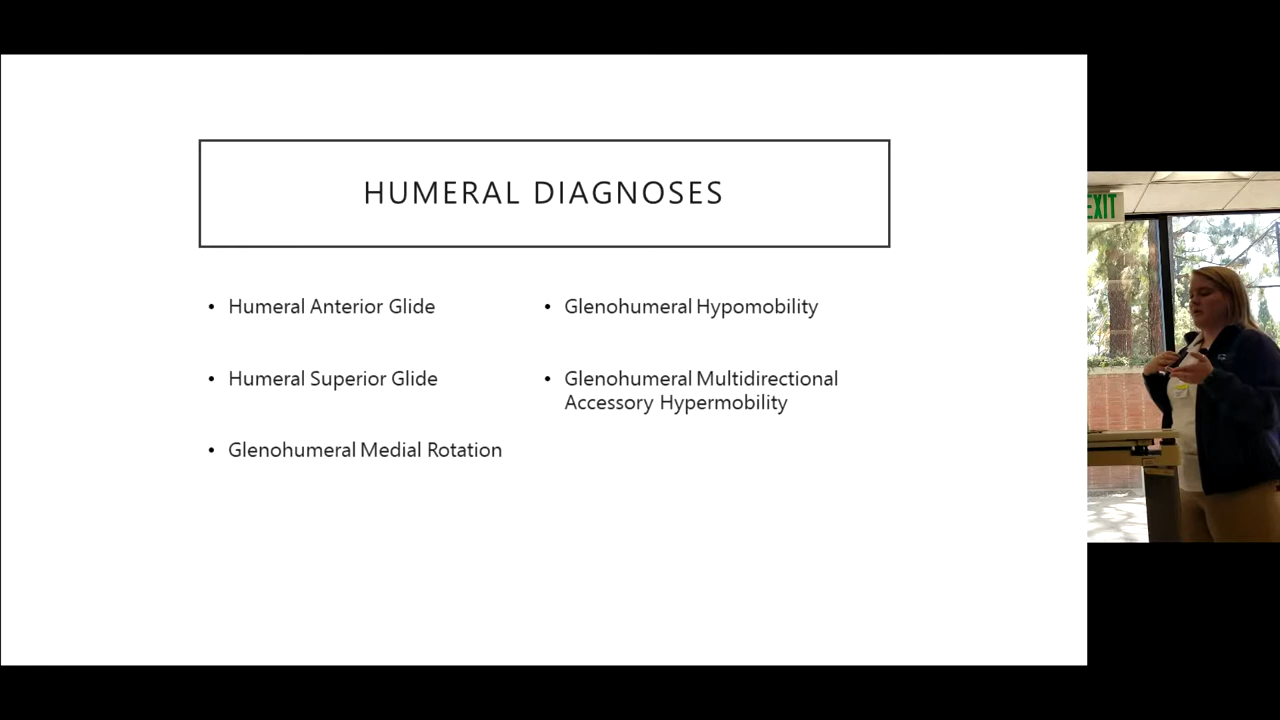 HUMERAL DIAGNOSES
• Humeral Anterior Glide
• Humeral Superior Glide
• Glenohumeral Medial Rotation
• Glenohumeral Hypomobility
• Glenohumeral Multidirectional
Accessory Hypermobility
EXIT